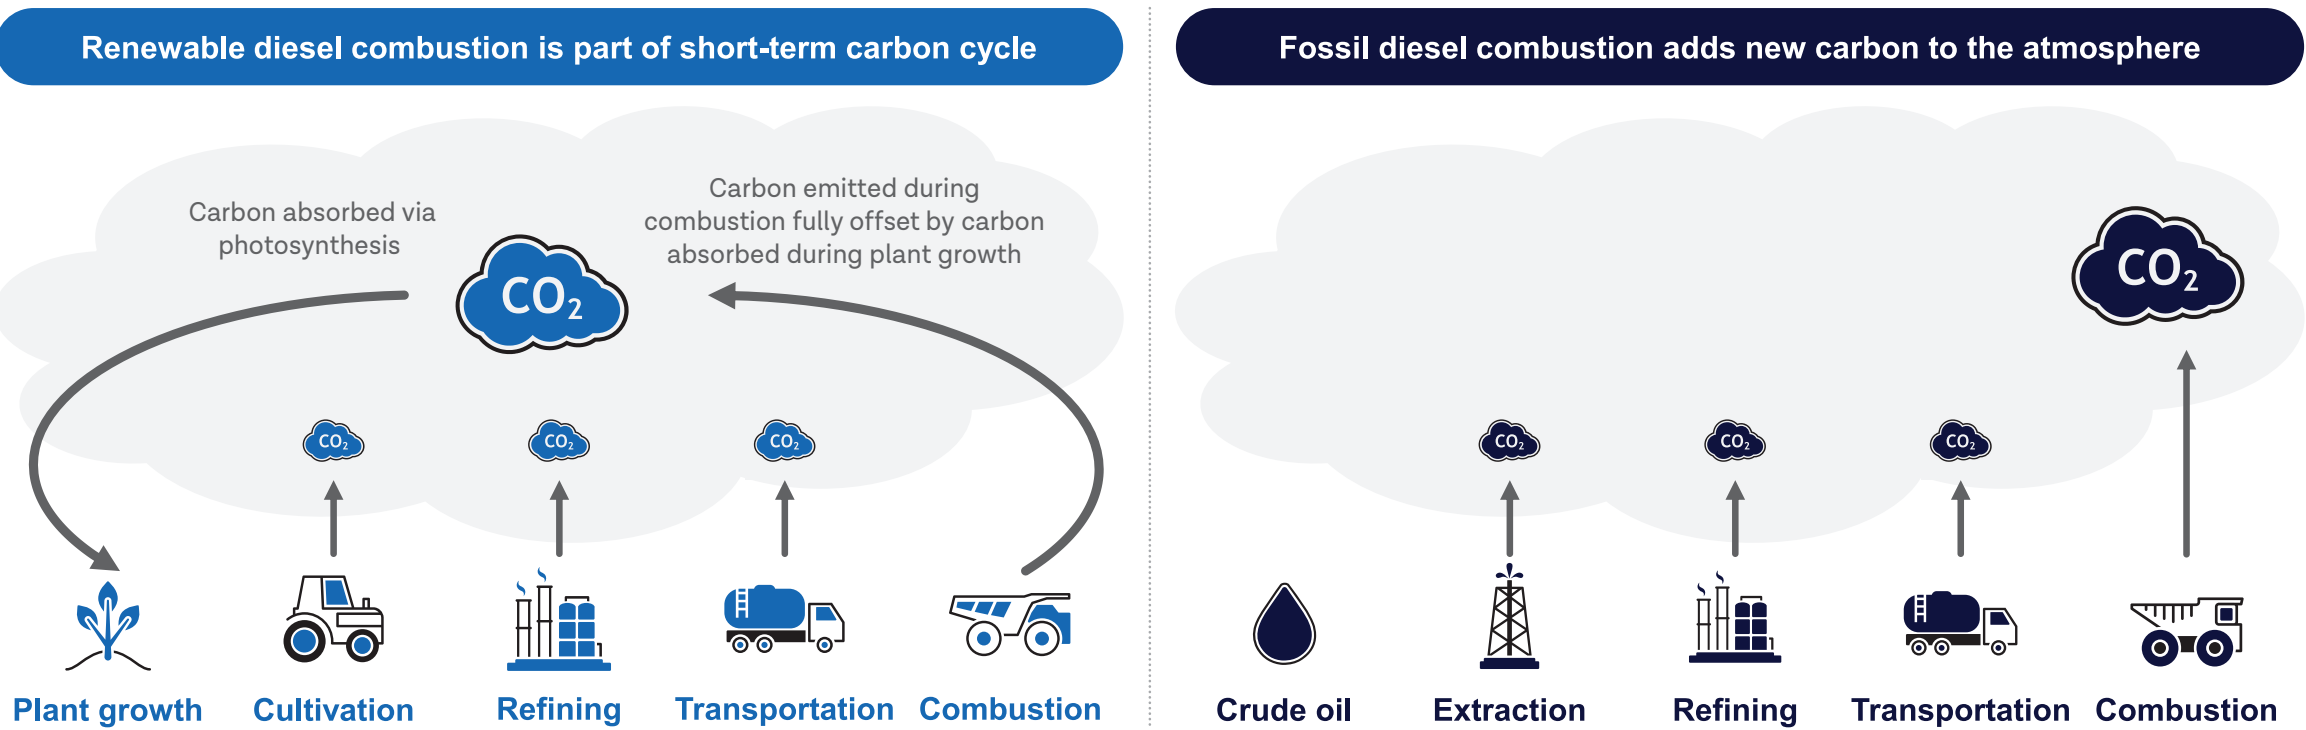 Renewable diesel combustion is part of short-term carbon cycle
Carbon absorbed via
photosynthesis
Carbon emitted during
combustion fully offset by carbon
absorbed during plant growth
CO₂
CO₂
CO₂
CO₂
Plant growth
Cultivation
Refining
Transportation
Combustion
Fossil diesel combustion adds new carbon to the atmosphere
CO₂
CO₂
CO₂
CO₂
Crude oil
Extraction
Refining
Transportation
Combustion